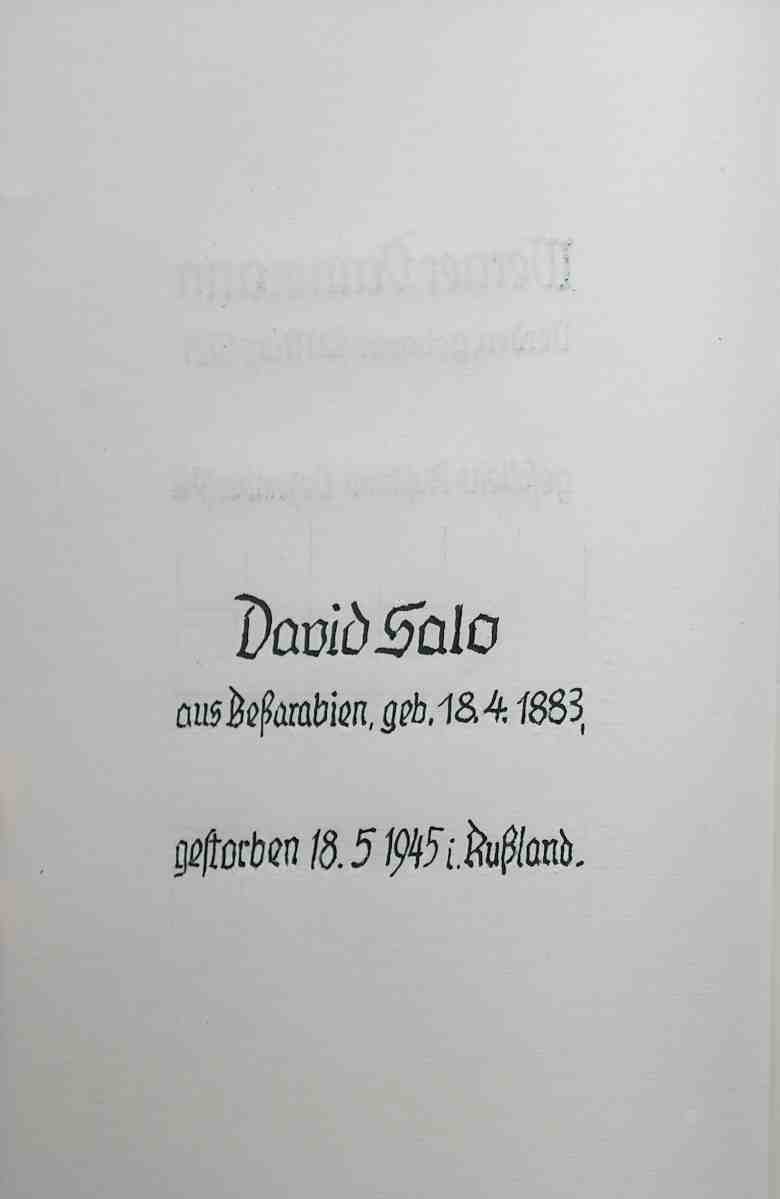 David Salo
aus Beßarabien, geb. 18.4. 1883,
gestorben 18. 5 1945 i. Rußland.